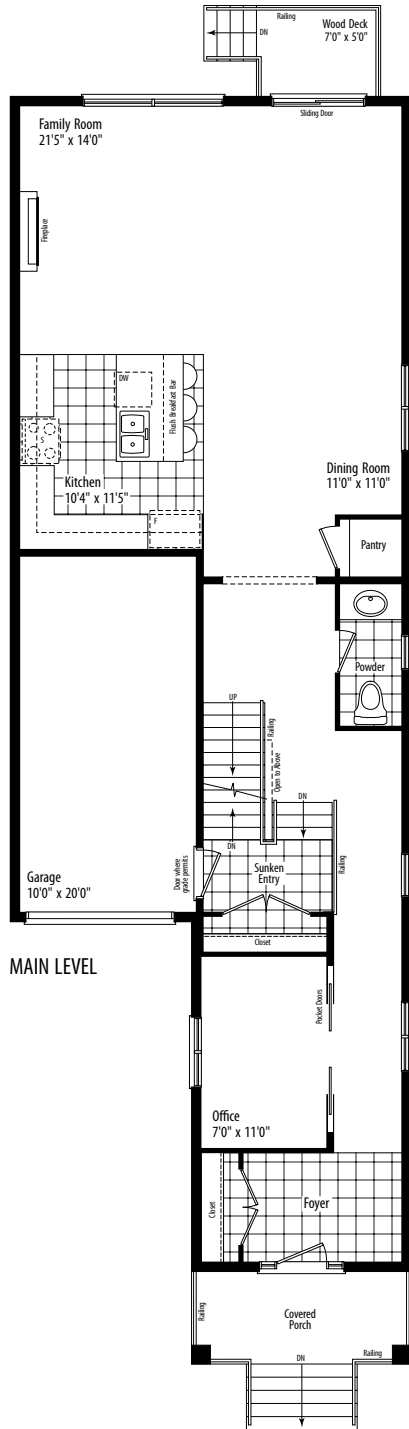 Railing
Wood Deck
7'0" x 5'0"
DN
Sliding Door
Family Room
21'5" x 14'0"
Fireplace
DW
Flush Breakfast Bar
S
Kitchen
10'4" x 11'5"
F
Dining Room
11'0" x 11'0"
Pantry
Powder
UP
Railing
Open to Above
DN
DN
Sunken
Entry
Railing
Door where
grade permits
Closet
Garage
10'0" x 20'0"
MAIN LEVEL
Pocket Doors
Office
7'0" x 11'0"
Closet
Foyer
Railing
Covered
Porch
DN
Railing